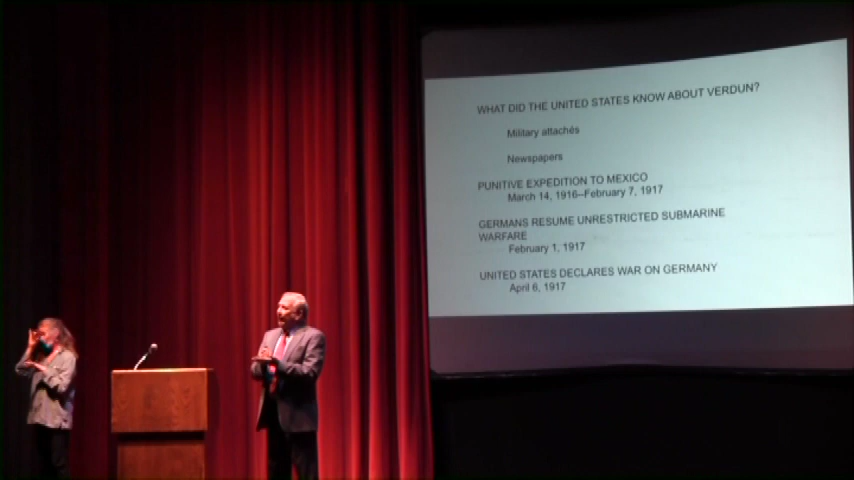 WHAT DID THE UNITED STATES KNOW ABOUT VERDUN?
Military attachés
Newspapers
PUNITIVE EXPEDITION TO MEXICO
March 14, 1916–February 7, 1917
GERMANS RESUME UNRESTRICTED SUBMARINE
WARFARE
February 1, 1917
UNITED STATES DECLARES WAR ON GERMANY
April 6, 1917